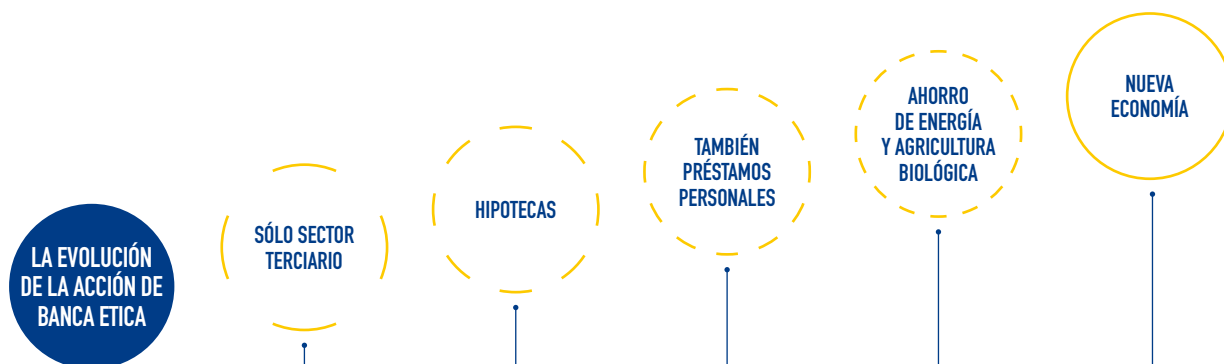 LA EVOLUCIÓN
DE LA ACCIÓN DE
BANCA ETICA
SÓLO SECTOR
TERCIARIO
HIPOTECAS
TAMBIÉN
PRÉSTAMOS
PERSONALES
AHORRO
DE ENERGÍA
Y AGRICULTURA
BIOLÓGICA
NUEVA
ECONOMÍA